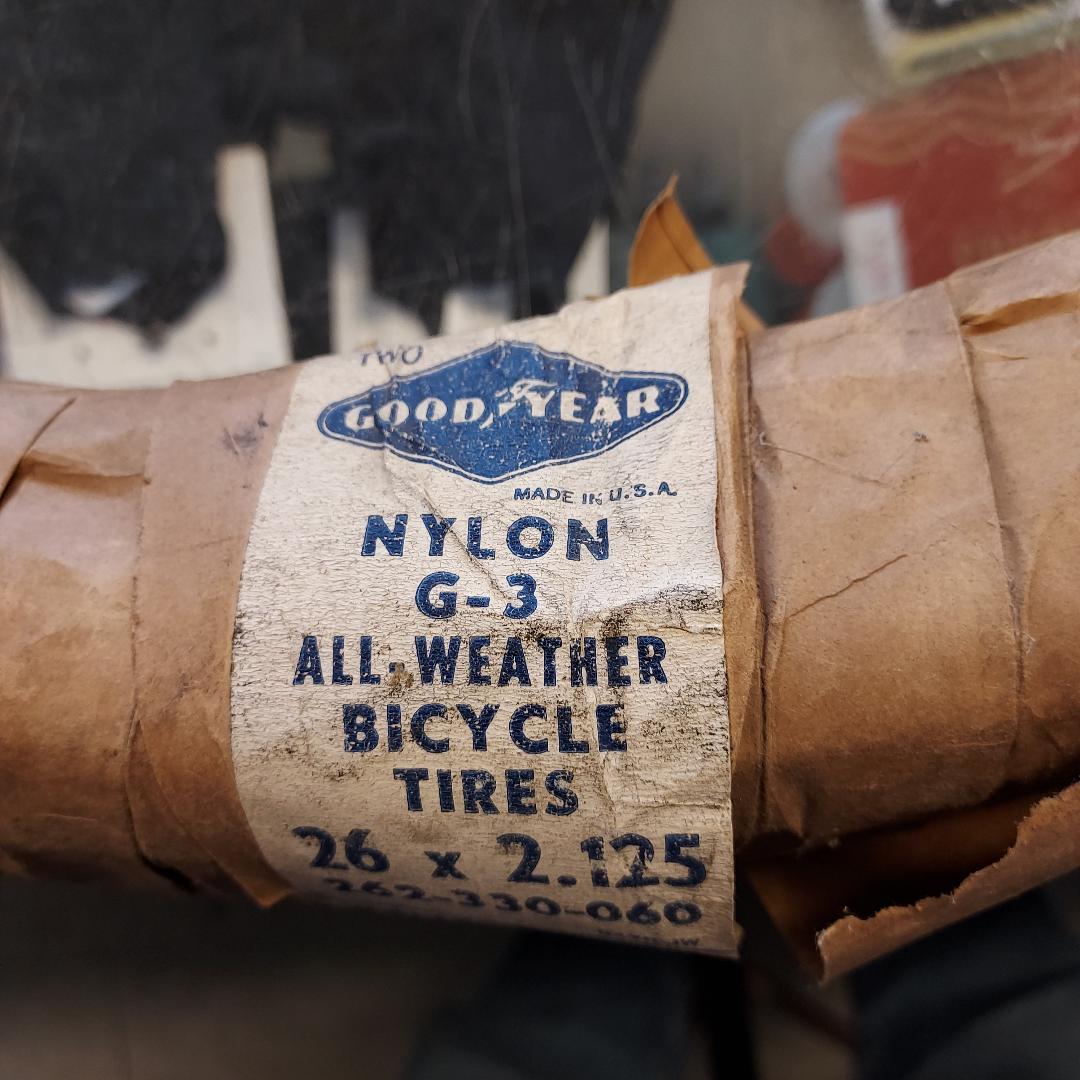 TWO
GOODYEAR
MADE IN U.S.A.
NYLON
G-3
ALL-WEATHER
BICYCLE
TIRES
26 x 2.125
262-330-060